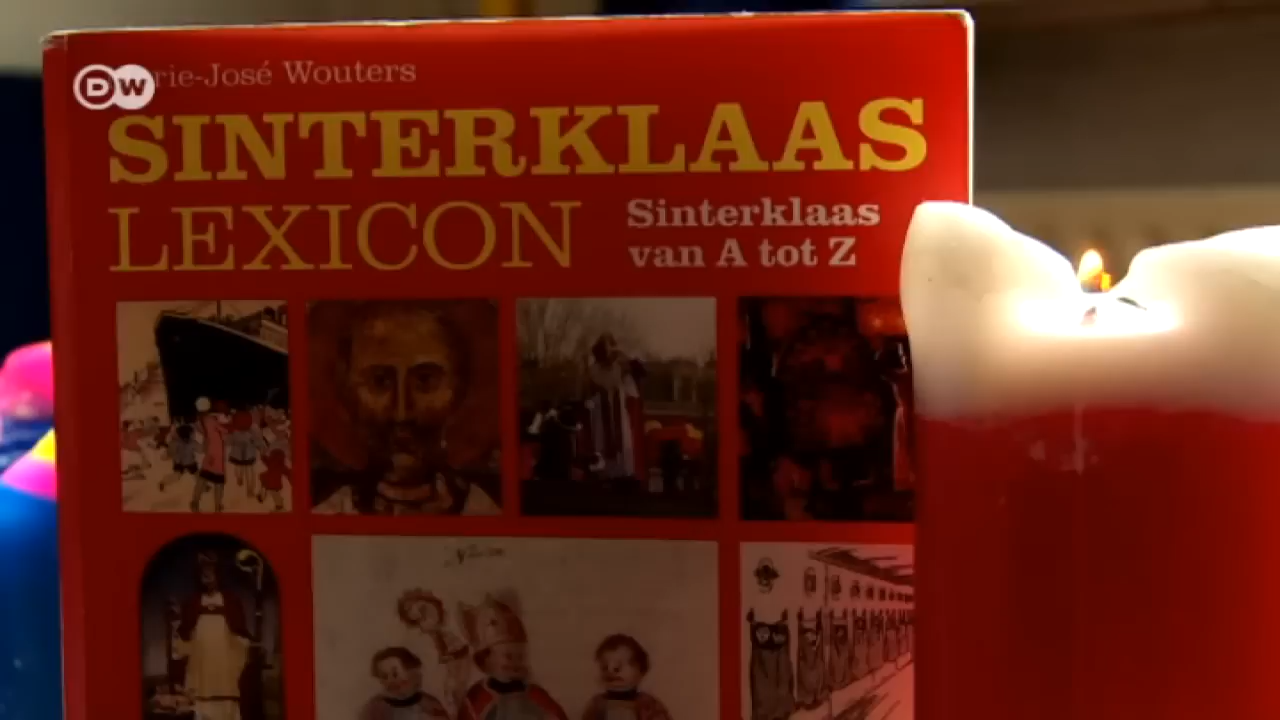 DW
rie-José Wouters
SINTERKLAAS
LEXICON
Sinterklaas
van A tot Z